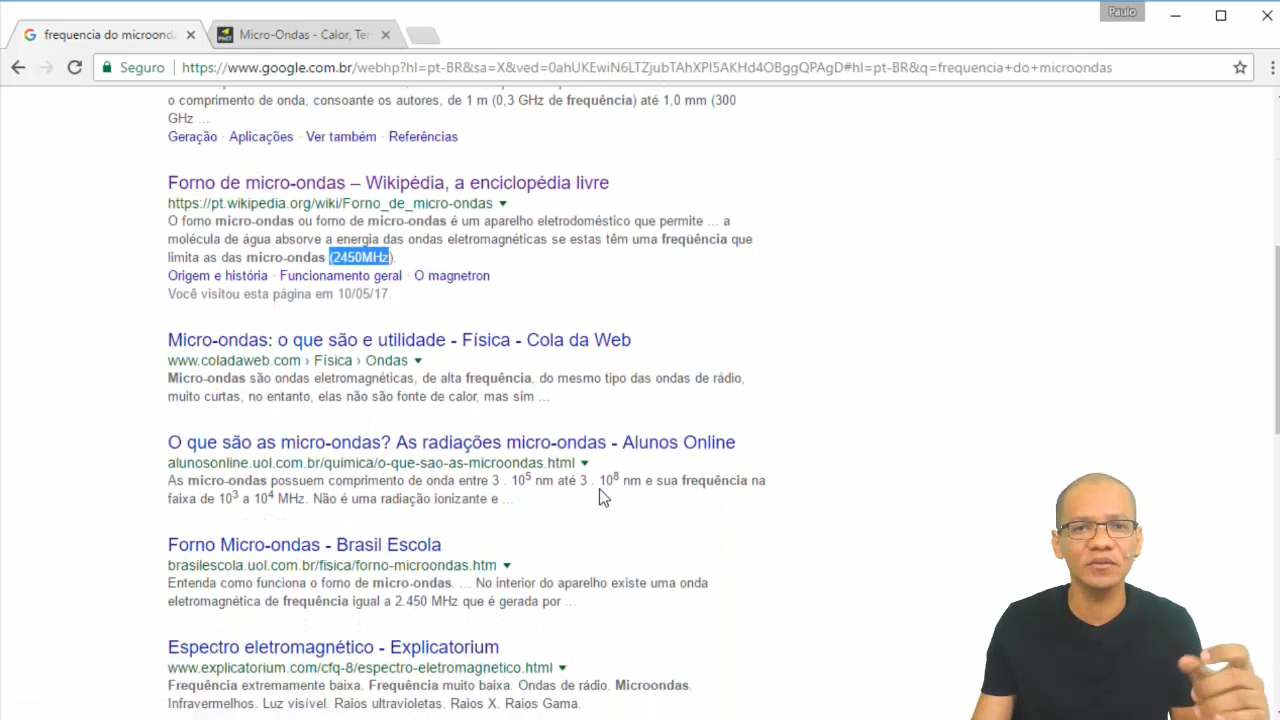 Paulo
frequencia do microonda
Micro-Ondas - Calor, Te
Seguro
https://www.google.com.br/webhp?hl=pt-BR&sa=X&ved=0ahUKEwiN6LTZjubTAhXPI5AKHd4OBggQPAgD#hl=pt-BR&q=frequencia+do+microondas
o comprimento de onda, consoante os autores, de 1 m (0,3 GHz de frequência) até 1,0 mm (300
GHz ...
Geração · Aplicações · Ver também · Referências
Forno de micro-ondas – Wikipédia, a enciclopédia livre
https://pt.wikipedia.org/wiki/Forno_de_micro-ondas
O forno micro-ondas ou forno de micro-ondas é um aparelho eletrodoméstico que permite ... a
molécula de água absorve a energia das ondas eletromagnéticas se estas têm uma freqüência que
limita as das micro-ondas (2450MHz).
Origem e história · Funcionamento geral · O magnetron
Você visitou esta página em 10/05/17.
Micro-ondas: o que são e utilidade - Física - Cola da Web
www.coladaweb.com › Física › Ondas
Micro-ondas são ondas eletromagnéticas, de alta frequência, do mesmo tipo das ondas de rádio,
muito curtas, no entanto, elas não são fonte de calor, mas sim ...
O que são as micro-ondas? As radiações micro-ondas - Alunos Online
alunosonline.uol.com.br/quimica/o-que-sao-as-microondas.html
As micro-ondas possuem comprimento de onda entre 3 . 10⁵ nm até 3 . 10⁸ nm e sua frequência na
faixa de 10³ a 10⁴ MHz. Não é uma radiação ionizante e ...
Forno Micro-ondas - Brasil Escola
brasilescola.uol.com.br/fisica/forno-microondas.htm
Entenda como funciona o forno de micro-ondas. ... No interior do aparelho existe uma onda
eletromagnética de frequência igual a 2.450 MHz que é gerada por ...
Espectro eletromagnético - Explicatorium
www.explicatorium.com/cfq-8/espectro-eletromagnetico.html
Frequência extremamente baixa. Frequência muito baixa. Ondas de rádio. Microondas.
Infravermelhos. Luz visível. Raios ultravioletas. Raios X. Raios Gama.